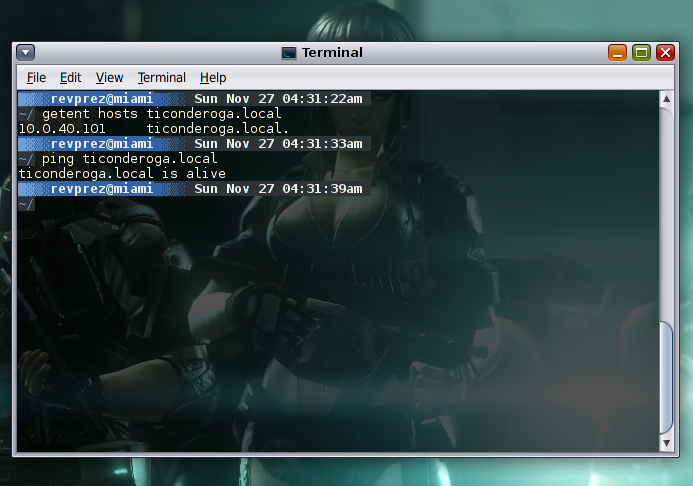 Terminal
File Edit View Terminal Help
revprez@miami Sun Nov 27 04:31:22am
~/ getent hosts ticonderoga.local
10.0.40.101 ticonderoga.local.
revprez@miami Sun Nov 27 04:31:33am
~/ ping ticonderoga.local
ticonderoga.local is alive
revprez@miami Sun Nov 27 04:31:39am
~/